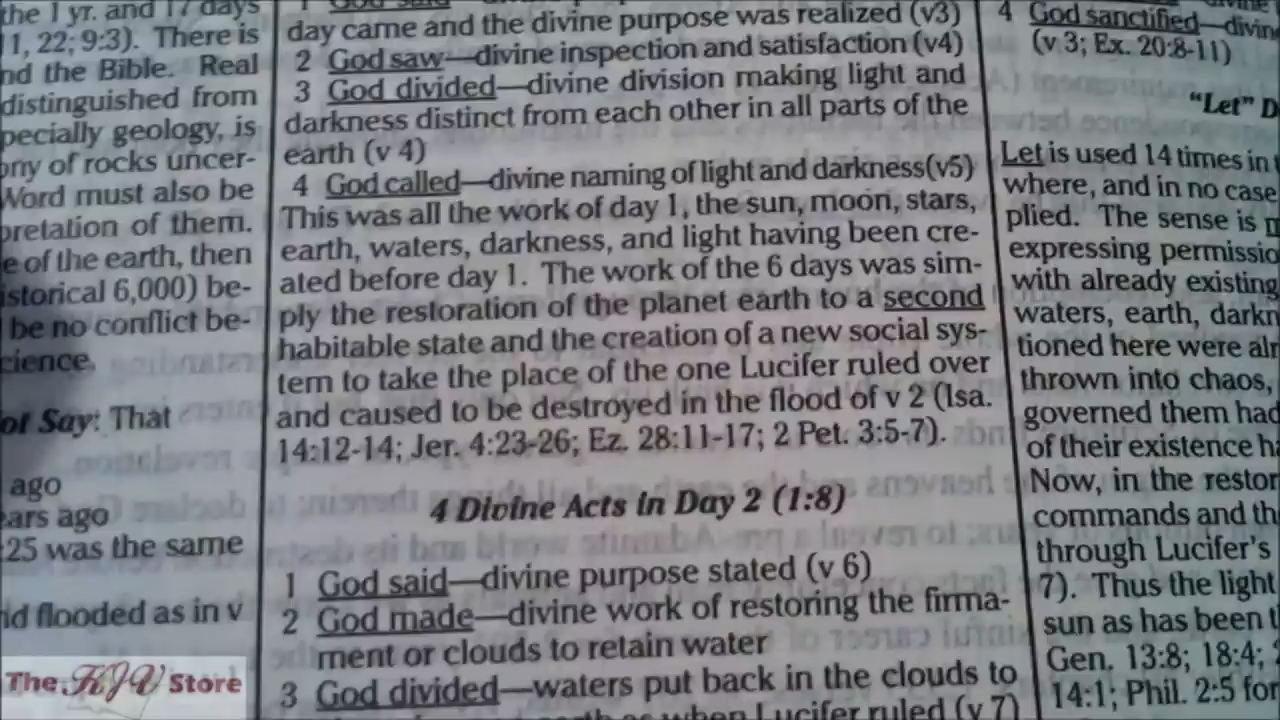 the 1 yr. and 17 days
1, 22; 9:3). There is
nd the Bible. Real
distinguished from
pecially geology, is
ony of rocks uncer-
Word must also be
pretation of them.
e of the earth, then
istorical 6,000) be-
be no conflict be-
cience.
ot Say: That
ago
ears ago
:25 was the same
id flooded as in v
The KJV Store
1 God said
day came and the divine purpose was realized (v3)
2 God saw—divine inspection and satisfaction (v4)
3 God divided—divine division making light and
darkness distinct from each other in all parts of the
earth (v 4)
4 God called—divine naming of light and darkness(v5)
This was all the work of day 1, the sun, moon, stars,
earth, waters, darkness, and light having been cre-
ated before day 1. The work of the 6 days was sim-
ply the restoration of the planet earth to a second
habitable state and the creation of a new social sys-
tem to take the place of the one Lucifer ruled over
and caused to be destroyed in the flood of v 2 (Isa.
14:12-14; Jer. 4:23-26; Ez. 28:11-17; 2 Pet. 3:5-7).
4 Divine Acts in Day 2 (1:8)
1 God said—divine purpose stated (v 6)
2 God made—divine work of restoring the firma-
ment or clouds to retain water
3 God divided—waters put back in the clouds to
as when Lucifer ruled (v 7)
4 God sanctified—divin
(v 3; Ex. 20:8-11)
"Let" D
Let is used 14 times in
where, and in no case
plied. The sense is
expressing permissio
with already existing
waters, earth, darkn
tioned here were alr
thrown into chaos,
governed them had
of their existence ha
Now, in the restor
commands and th
through Lucifer's
7). Thus the light
sun as has been t
Gen. 13:8; 18:4;
14:1; Phil. 2:5 for